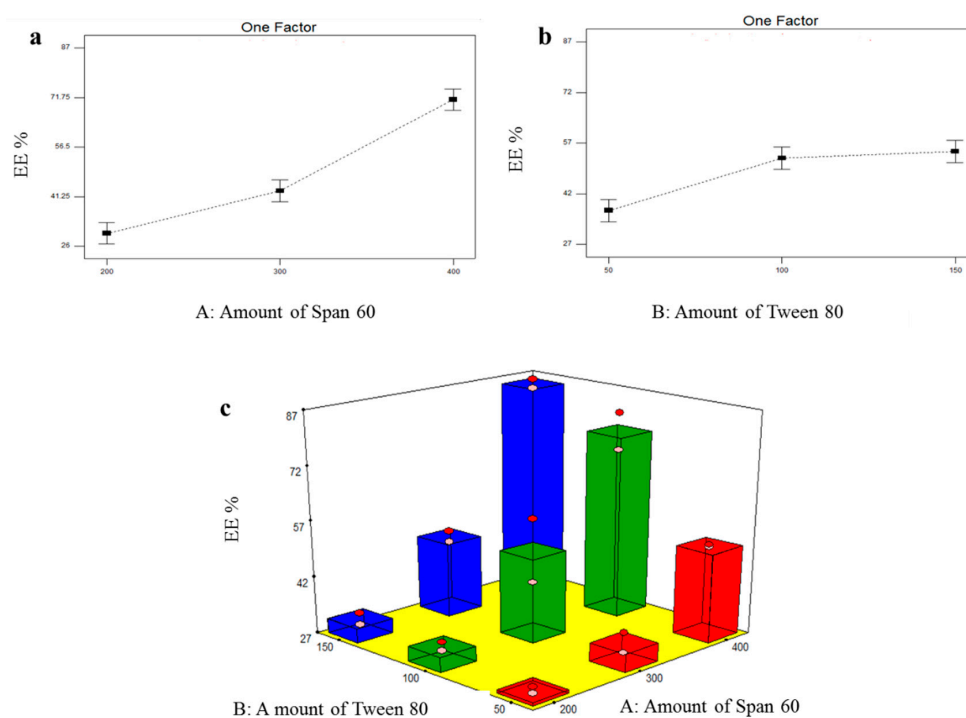 a
One Factor
87
71.75
56.5
41.25
26
EE %
200
300
400
A: Amount of Span 60
b
One Factor
87
72
57
42
27
EE %
50
100
150
B: Amount of Tween 80
c
87
72
57
42
27
EE %
150
100
50
200
300
400
B: A mount of Tween 80
A: Amount of Span 60